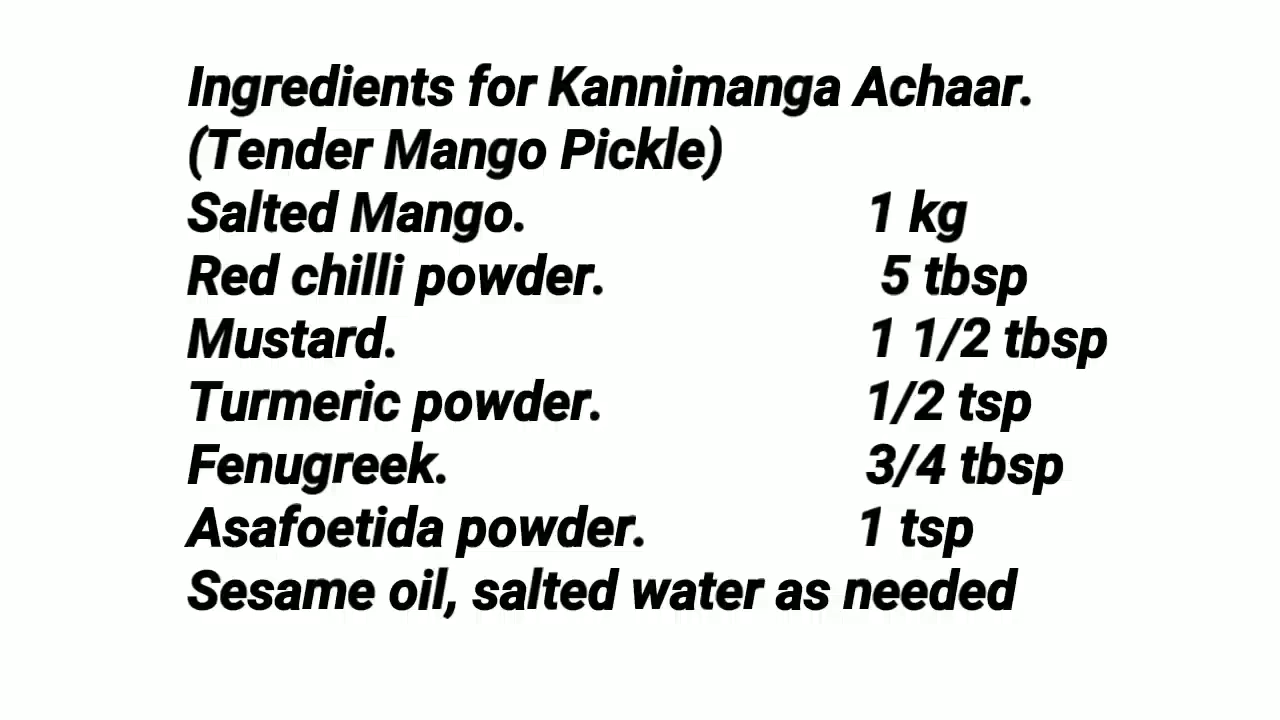 Ingredients for Kannimanga Achaar.
(Tender Mango Pickle)
Salted Mango. 1 kg
Red chilli powder. 5 tbsp
Mustard. 1 1/2 tbsp
Turmeric powder. 1/2 tsp
Fenugreek. 3/4 tbsp
Asafoetida powder. 1 tsp
Sesame oil, salted water as needed